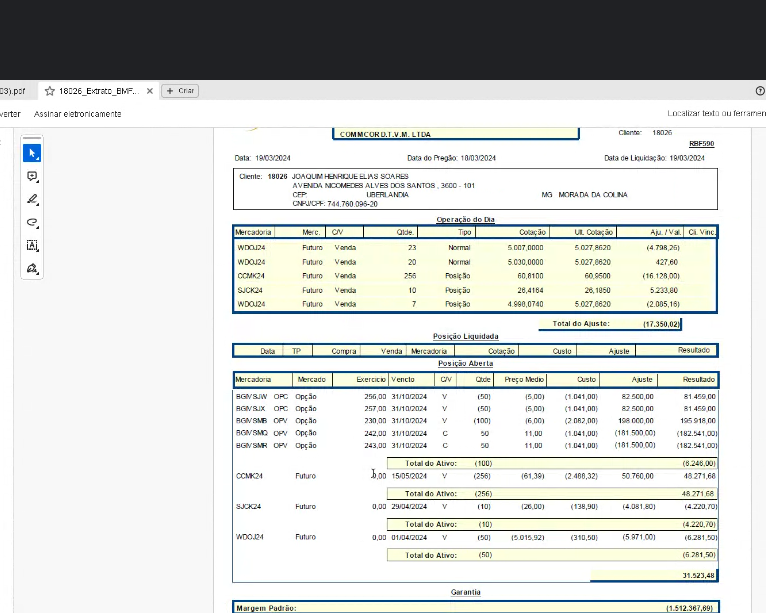 03).pdf
18026_Extrato_BMF...
+ Criar
verter Assinar eletronicamente
Localizar texto ou ferramen
COMMCOR D.T.V.M. LTDA
Cliente: 18026
RBF590
Data: 19/03/2024 Data do Pregão: 18/03/2024 Data de Liquidação: 19/03/2024
Cliente: 18026 JOAQUIM HENRIQUE ELIAS SOARES
AVENDA NICOMEDES ALVES DOS SANTOS , 3600 - 101
CEP: UBERLANDIA MG MORADA DA COLINA
CNPJ/CPF: 744.760.096-20
Operação do Dia
Mercadoria Merc. C/V Qtde. Tipo Cotação Ult. Cotação Aju. / Val. Cli. Vinc.
WDOJ24 Futuro Venda 23 Normal 5.007,0000 5.027,8620 (4.798,26)
WDOJ24 Futuro Venda 20 Normal 5.030,0000 5.027,8620 427,60
CCMK24 Futuro Venda 256 Posição 60,8100 60,9500 (16.128,00)
SJCK24 Futuro Venda 10 Posição 26,4164 26,1850 5.233,80
WDOJ24 Futuro Venda 7 Posição 4.998,0740 5.027,8620 (2.085,16)
Total do Ajuste: (17.350,02)
Posição Liquidada
Data TP Compra Venda Mercadoria Cotação Custo Ajuste Resultado
Posição Aberta
Mercadoria Mercado Exercicio Vencto C/V Qtde Preço Medio Custo Ajuste Resultado
BGIVSJW OPC Opção 256,00 31/10/2024 V (50) (5,00) (1.041,00) 82.500,00 81.459,00
BGIVSJX OPC Opção 257,00 31/10/2024 V (50) (5,00) (1.041,00) 82.500,00 81.459,00
BGIVSMB OPV Opção 230,00 31/10/2024 V (100) (6,00) (2.082,00) 198.000,00 195.918,00
BGIVSMQ OPV Opção 242,00 31/10/2024 C 50 11,00 (1.041,00) (181.500,00) (182.541,00)
BGIVSMR OPV Opção 243,00 31/10/2024 C 50 11,00 (1.041,00) (181.500,00) (182.541,00)
Total do Ativo: (100) (6.246,00)
CCMK24 Futuro 0,00 15/05/2024 V (256) (61,39) (2.488,32) 50.760,00 48.271,68
Total do Ativo: (256) 48.271,68
SJCK24 Futuro 0,00 29/04/2024 V (10) (26,00) (138,90) (4.081,80) (4.220,70)
Total do Ativo: (10) (4.220,70)
WDOJ24 Futuro 0,00 01/04/2024 V (50) (5.015,92) (310,50) (5.971,00) (6.281,50)
Total do Ativo: (50) (6.281,50)
31.523,48
Garantia
Margem Padrão: (1.512.367,69)